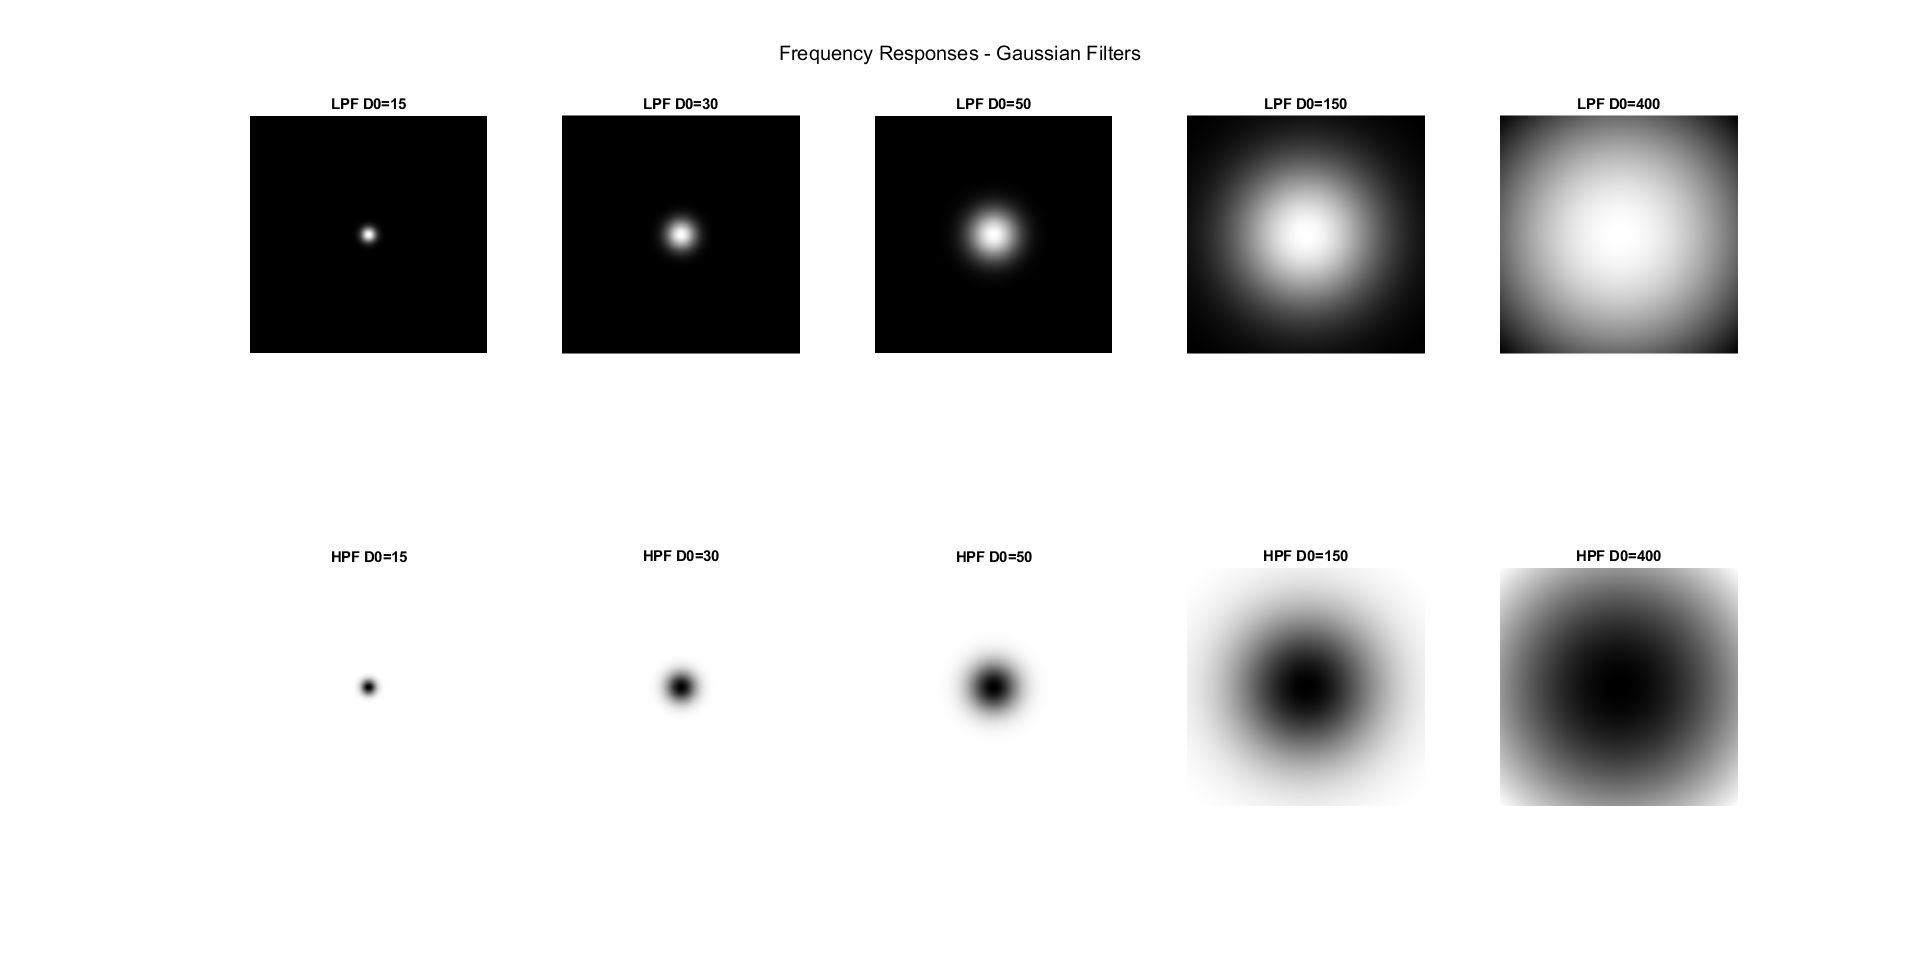 Frequency Responses - Gaussian Filters
LPF D0=15
LPF D0=30
LPF D0=50
LPF D0=150
LPF D0=400
HPF D0=15
HPF D0=30
HPF D0=50
HPF D0=150
HPF D0=400